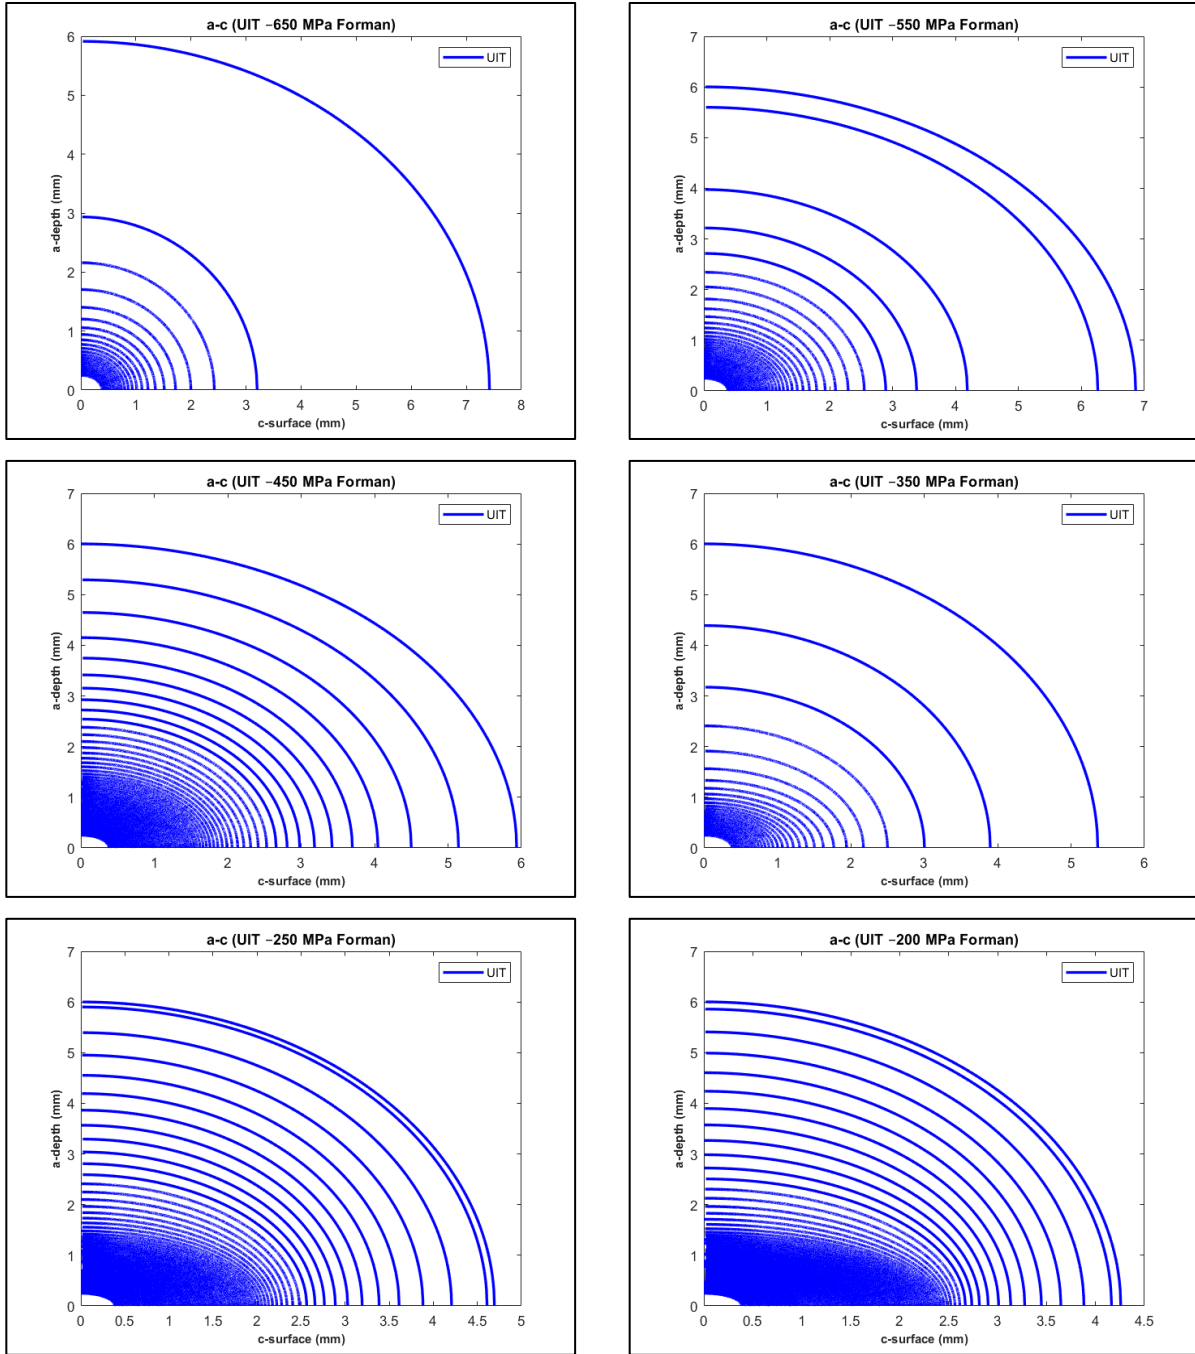 a-c (UIT −650 MPa Forman)
UIT
a-depth (mm)
6
5
4
3
2
1
0
0 1 2 3 4 5 6 7 8
c-surface (mm)
a-c (UIT −550 MPa Forman)
UIT
a-depth (mm)
7
6
5
4
3
2
1
0
0 1 2 3 4 5 6 7
c-surface (mm)
a-c (UIT −450 MPa Forman)
UIT
a-depth (mm)
7
6
5
4
3
2
1
0
0 1 2 3 4 5 6
c-surface (mm)
a-c (UIT −350 MPa Forman)
UIT
a-depth (mm)
7
6
5
4
3
2
1
0
0 1 2 3 4 5 6
c-surface (mm)
a-c (UIT −250 MPa Forman)
UIT
a-depth (mm)
7
6
5
4
3
2
1
0
0 0.5 1 1.5 2 2.5 3 3.5 4 4.5 5
c-surface (mm)
a-c (UIT −200 MPa Forman)
UIT
a-depth (mm)
7
6
5
4
3
2
1
0
0 0.5 1 1.5 2 2.5 3 3.5 4 4.5
c-surface (mm)